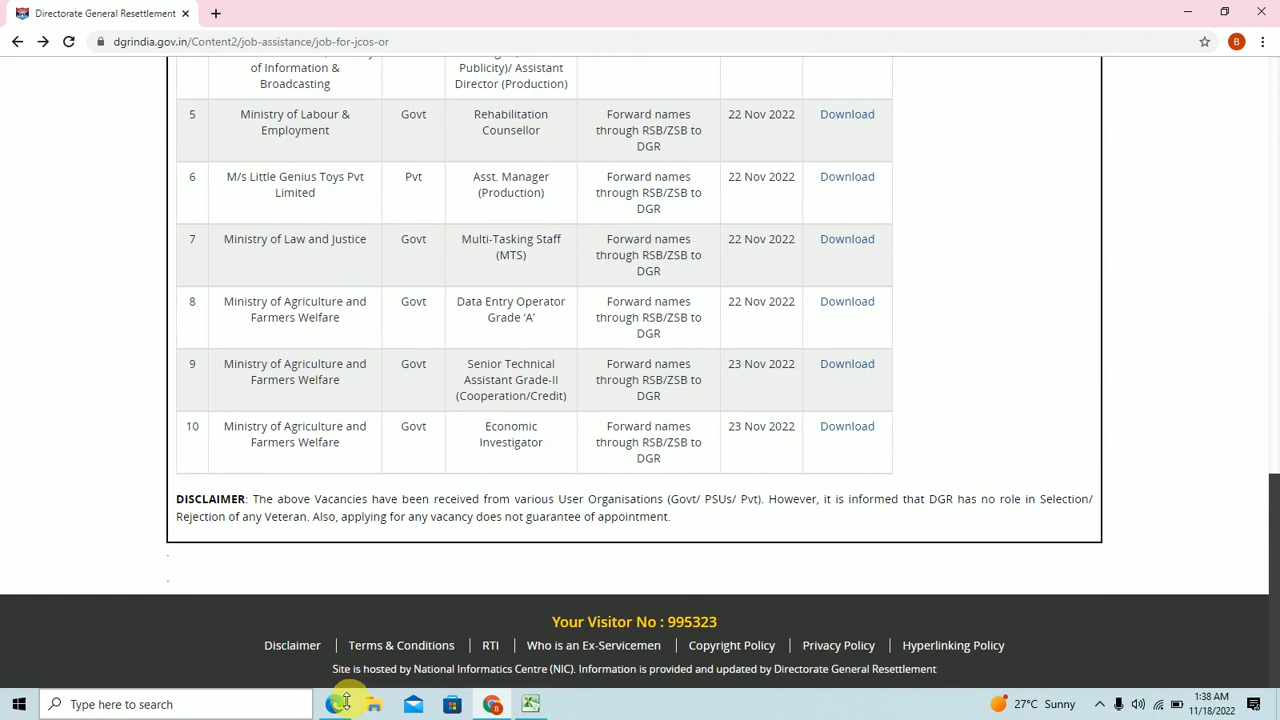 Directorate General Resettlement
dgrindia.gov.in/Content2/job-assistance/job-for-jcos-or
B
of Information &
Broadcasting
Publicity)/ Assistant
Director (Production)
5
Ministry of Labour &
Employment
Govt
Rehabilitation
Counsellor
Forward names
through RSB/ZSB to
DGR
22 Nov 2022
Download
6
M/s Little Genius Toys Pvt
Limited
Pvt
Asst. Manager
(Production)
Forward names
through RSB/ZSB to
DGR
22 Nov 2022
Download
7
Ministry of Law and Justice
Govt
Multi-Tasking Staff
(MTS)
Forward names
through RSB/ZSB to
DGR
22 Nov 2022
Download
8
Ministry of Agriculture and
Farmers Welfare
Govt
Data Entry Operator
Grade ‘A’
Forward names
through RSB/ZSB to
DGR
22 Nov 2022
Download
9
Ministry of Agriculture and
Farmers Welfare
Govt
Senior Technical
Assistant Grade-II
(Cooperation/Credit)
Forward names
through RSB/ZSB to
DGR
23 Nov 2022
Download
10
Ministry of Agriculture and
Farmers Welfare
Govt
Economic
Investigator
Forward names
through RSB/ZSB to
DGR
23 Nov 2022
Download
DISCLAIMER: The above Vacancies have been received from various User Organisations (Govt/ PSUs/ Pvt). However, it is informed that DGR has no role in Selection/
Rejection of any Veteran. Also, applying for any vacancy does not guarantee of appointment.
.
.
Your Visitor No : 995323
Disclaimer | Terms & Conditions | RTI | Who is an Ex-Servicemen | Copyright Policy | Privacy Policy | Hyperlinking Policy
Site is hosted by National Informatics Centre (NIC). Information is provided and updated by Directorate General Resettlement
Type here to search
27°C Sunny
1:38 AM
11/18/2022